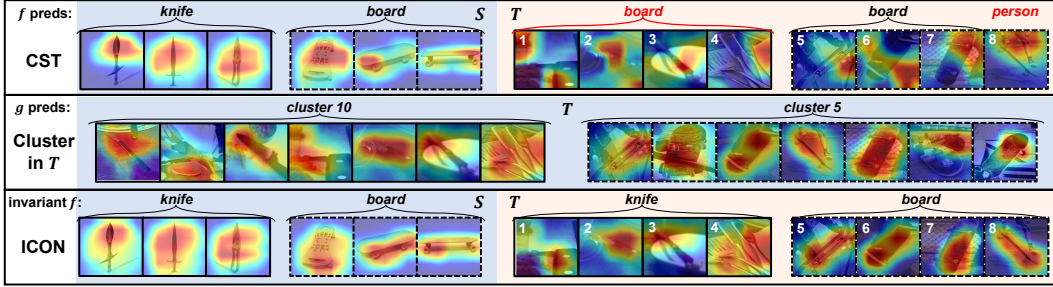 f preds: knife board S T board board person
CST 1 2 3 4 5 6 7 8
g preds: cluster 10 T cluster 5
Cluster
in T
invariant f: knife board S T knife board
ICON 1 2 3 4 5 6 7 8